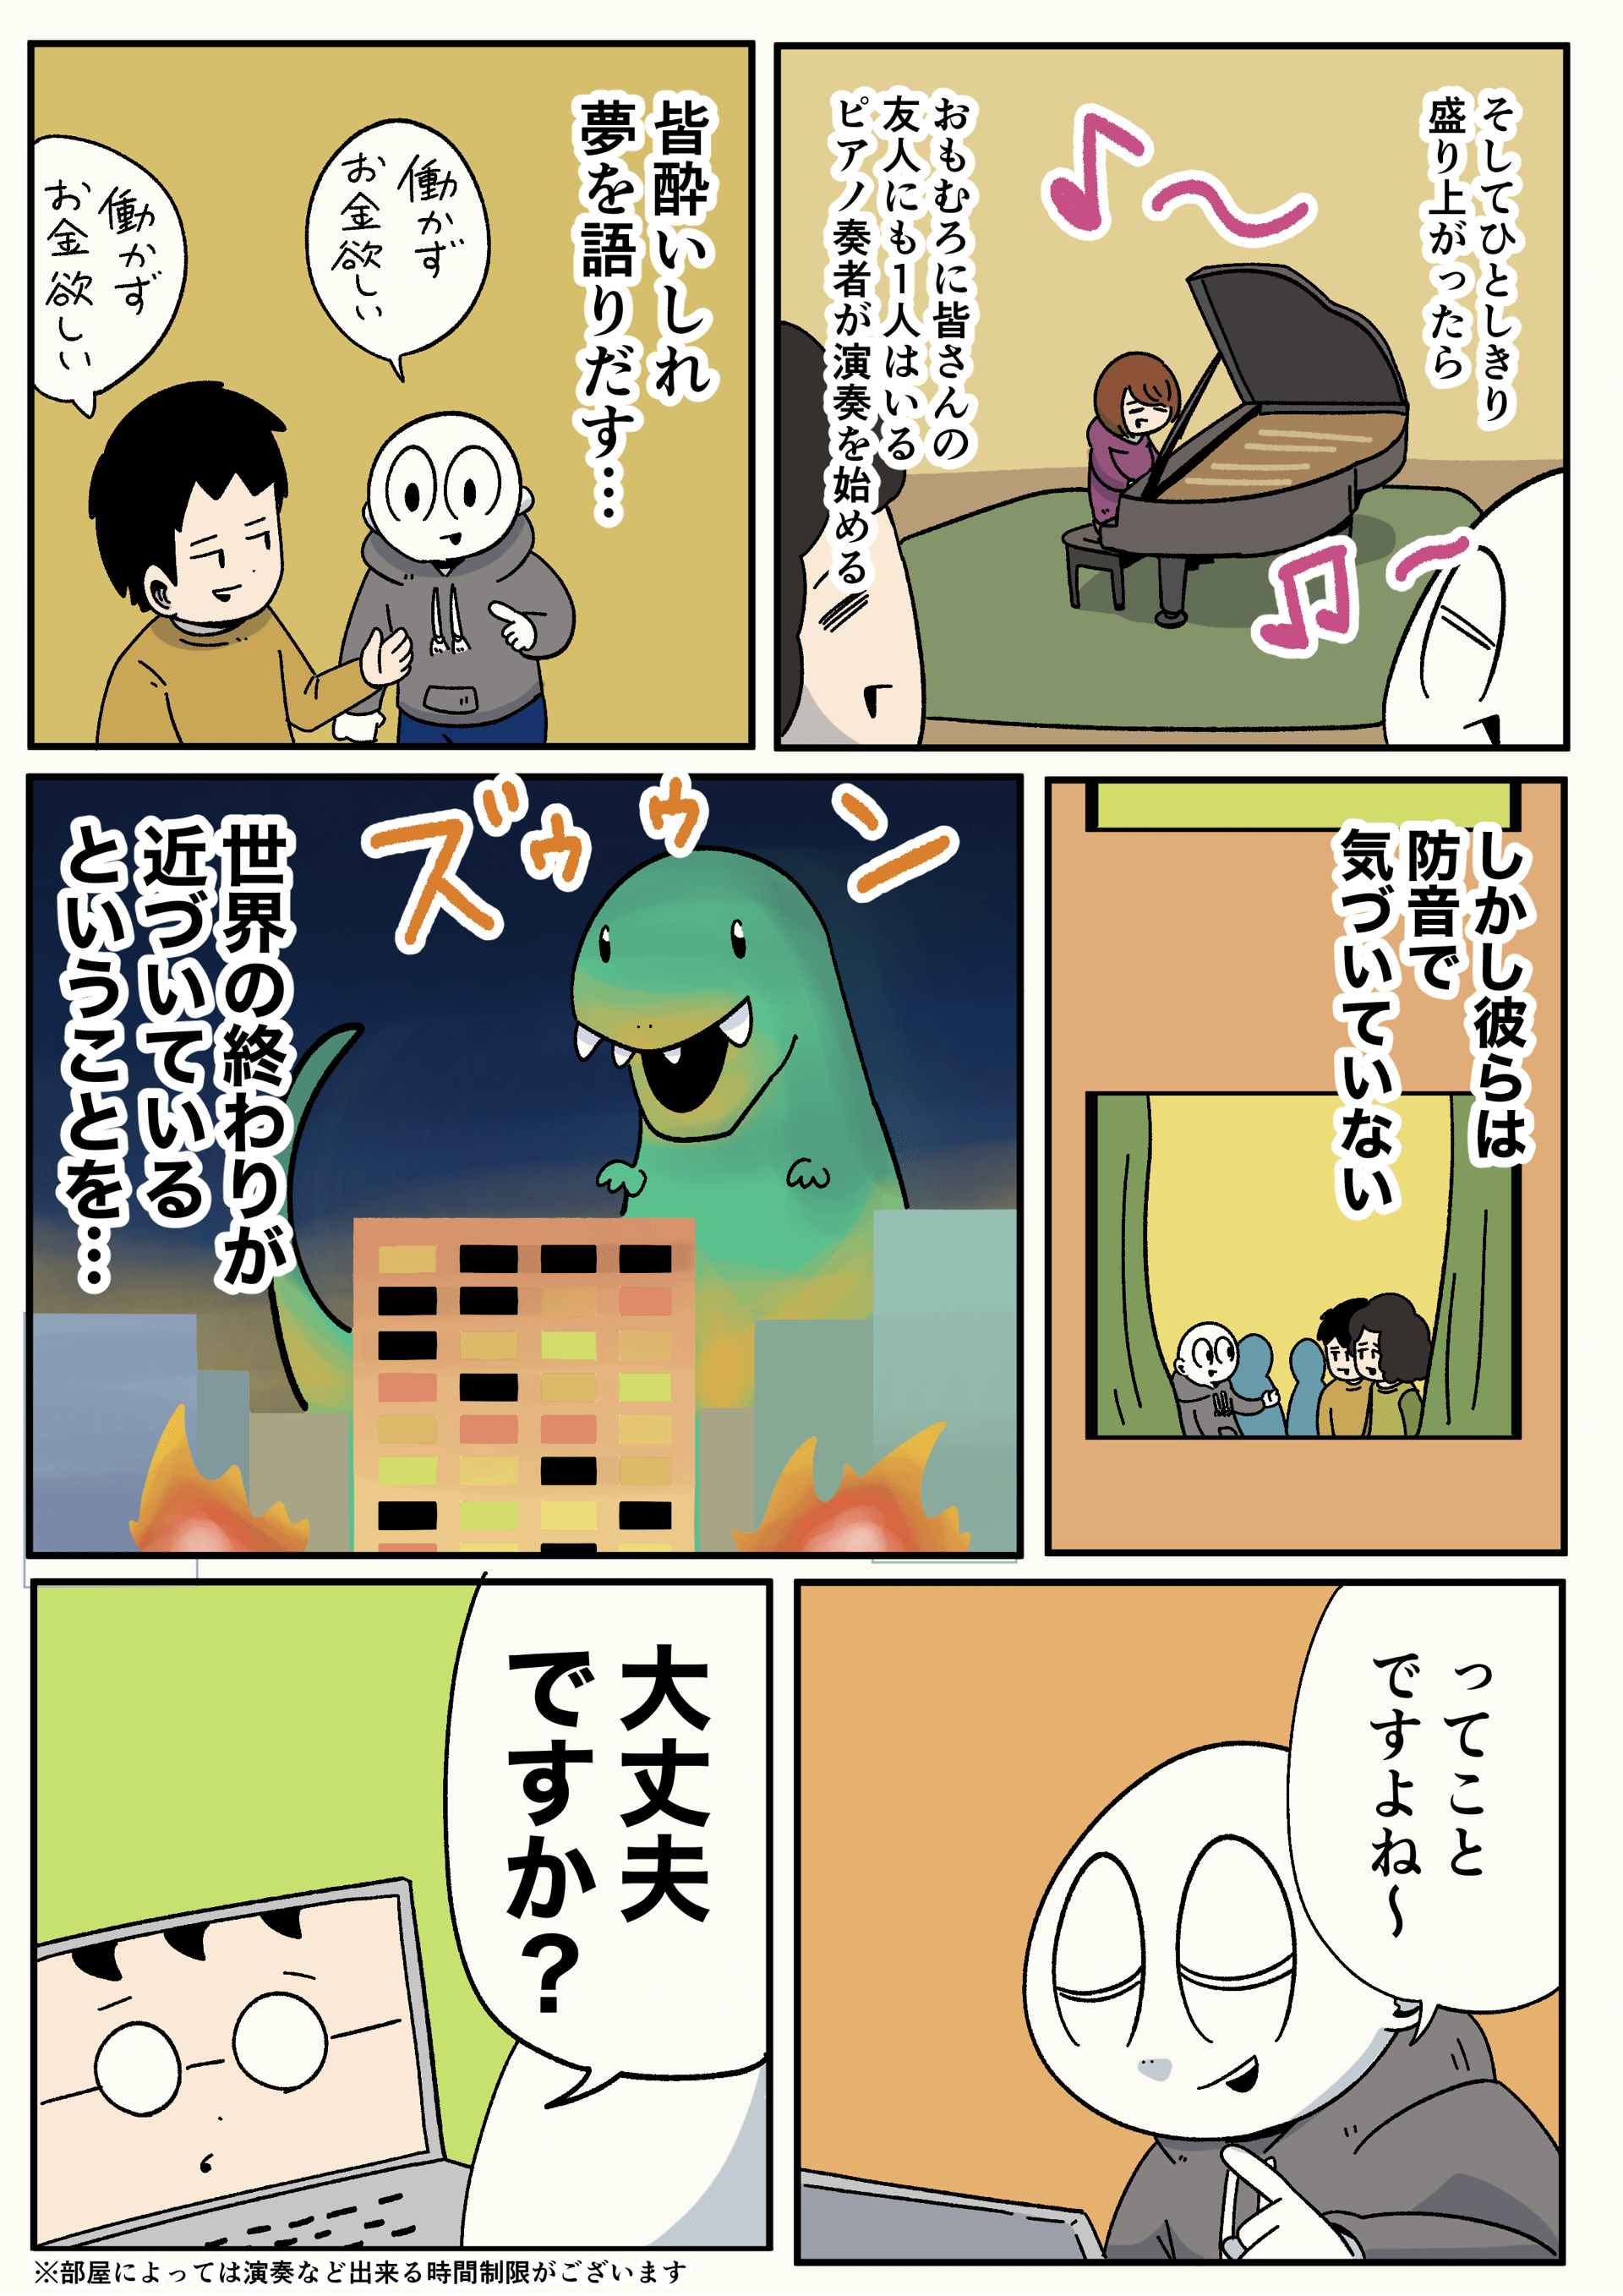 そしてひとしきり
盛り上がったら
おもむろに皆さんの
友人にも1人はいる
ピアノ奏者が演奏を始める
皆酔いしれ
夢を語りだす…
働かず
お金欲しい
働かず
お金欲しい
しかし彼らは
防音で
気づいていない
ズゥゥン
世界の終わりが
近づいている
ということを…
ってこと
ですよね〜
大丈夫
ですか?
※部屋によっては演奏など出来る時間制限がございます